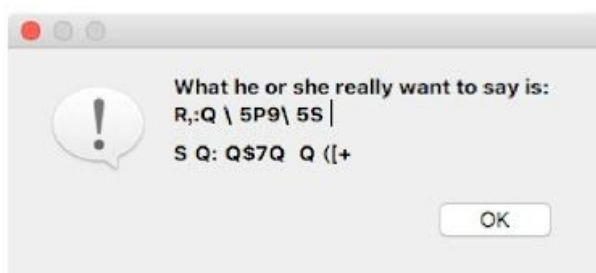 What he or she really want to say is:
R,:Q \ 5P9\ 5S |
S Q: Q$7Q Q ([+
OK